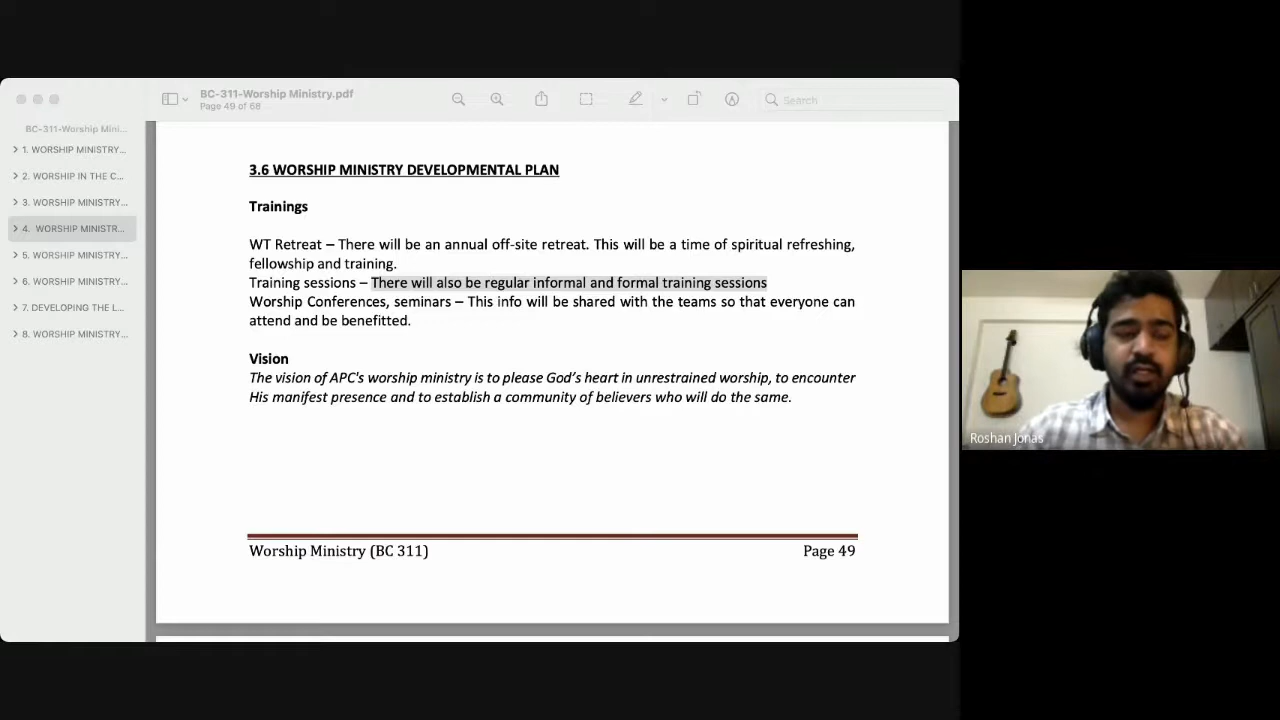 BC-311-Worship Ministry.pdf
Page 49 of 68
Search
BC-311-Worship Mini...
1. WORSHIP MINISTRY...
2. WORSHIP IN THE C...
3. WORSHIP MINISTRY...
4. WORSHIP MINISTR...
5. WORSHIP MINISTRY...
6. WORSHIP MINISTRY...
7. DEVELOPING THE L...
8. WORSHIP MINISTRY...
3.6 WORSHIP MINISTRY DEVELOPMENTAL PLAN
Trainings
WT Retreat – There will be an annual off-site retreat. This will be a time of spiritual refreshing,
fellowship and training.
Training sessions – There will also be regular informal and formal training sessions
Worship Conferences, seminars – This info will be shared with the teams so that everyone can
attend and be benefitted.
Vision
The vision of APC's worship ministry is to please God’s heart in unrestrained worship, to encounter
His manifest presence and to establish a community of believers who will do the same.
Worship Ministry (BC 311) Page 49
Roshan Jonas